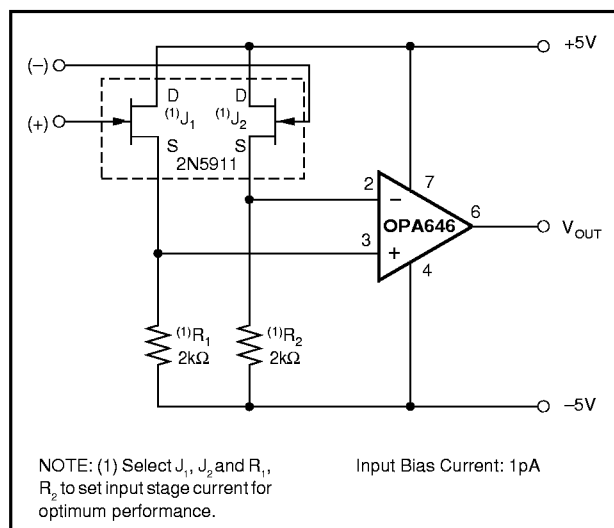 +5V
(–)
(+)
D
D
(1)J1
(1)J2
S
S
2N5911
2
7
–
OPA646
6
VOUT
3
+
4
(1)R1
2kΩ
(1)R2
2kΩ
–5V
NOTE: (1) Select J1, J2 and R1,
R2 to set input stage current for
optimum performance.
Input Bias Current: 1pA